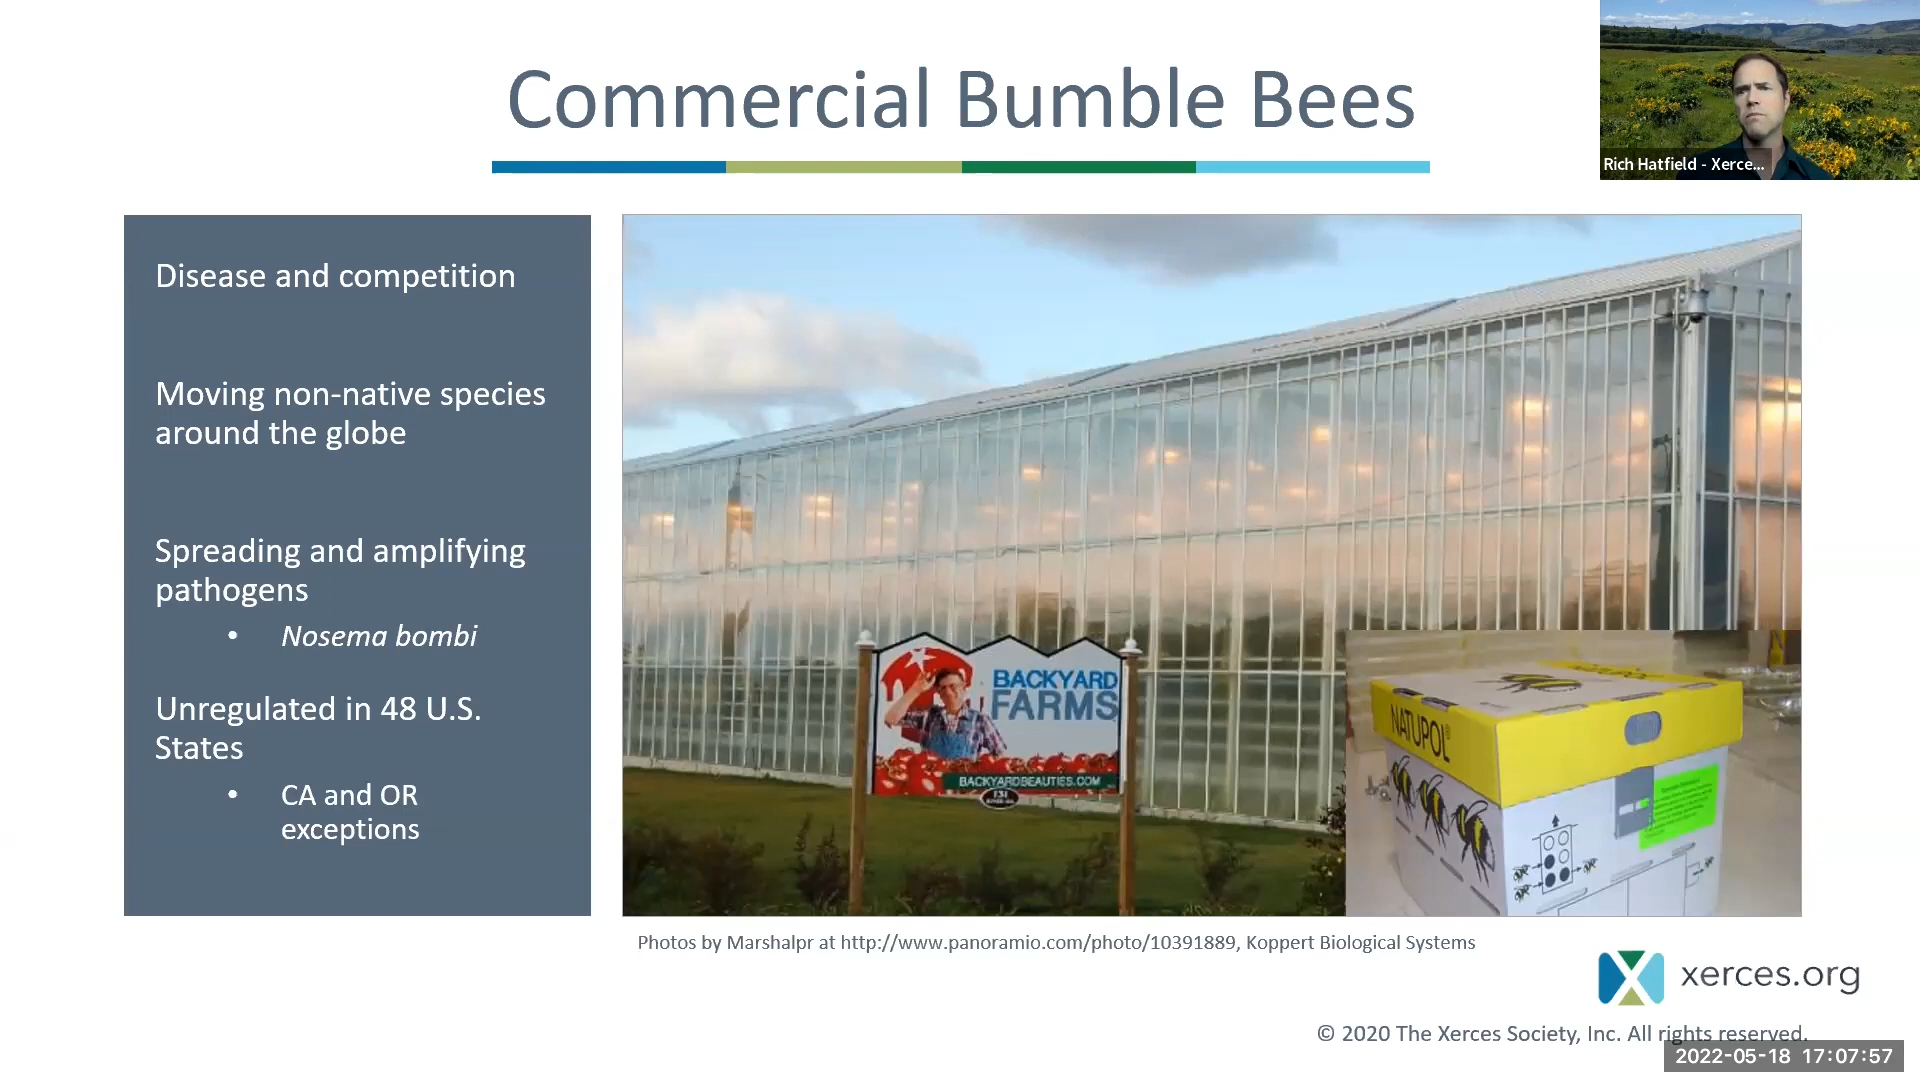 Commercial Bumble Bees
Rich Hatfield - Xerce...
Disease and competition
Moving non-native species
around the globe
Spreading and amplifying
pathogens
• Nosema bombi
Unregulated in 48 U.S.
States
• CA and OR
exceptions
BACKYARD
FARMS
BACKYARDBEAUTIES.COM
131
NATUPOL
Photos by Marshalpr at http://www.panoramio.com/photo/10391889, Koppert Biological Systems
xerces.org
© 2020 The Xerces Society, Inc. All rights reserved.
2022-05-18 17:07:57